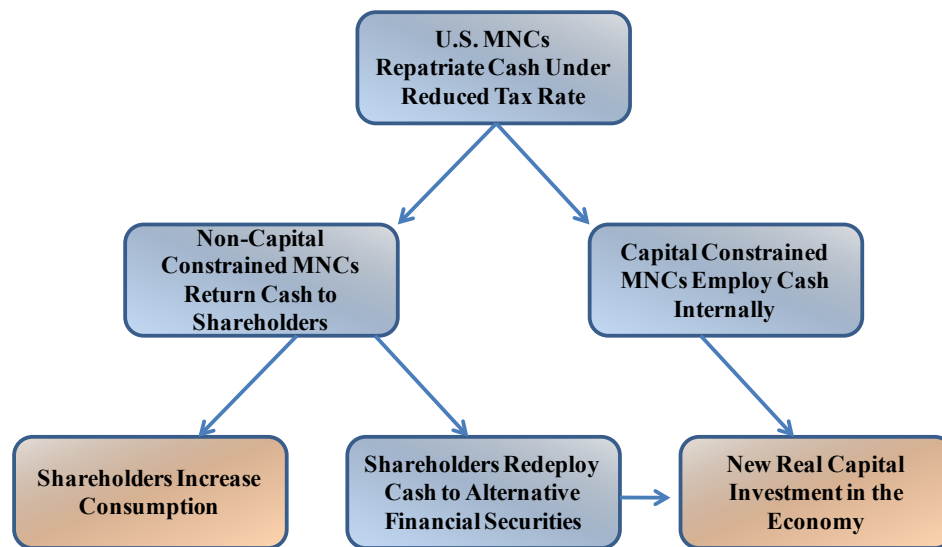 U.S. MNCs
Repatriate Cash Under
Reduced Tax Rate
Non-Capital
Constrained MNCs
Return Cash to
Shareholders
Capital Constrained
MNCs Employ Cash
Internally
Shareholders Increase
Consumption
Shareholders Redeploy
Cash to Alternative
Financial Securities
New Real Capital
Investment in the
Economy